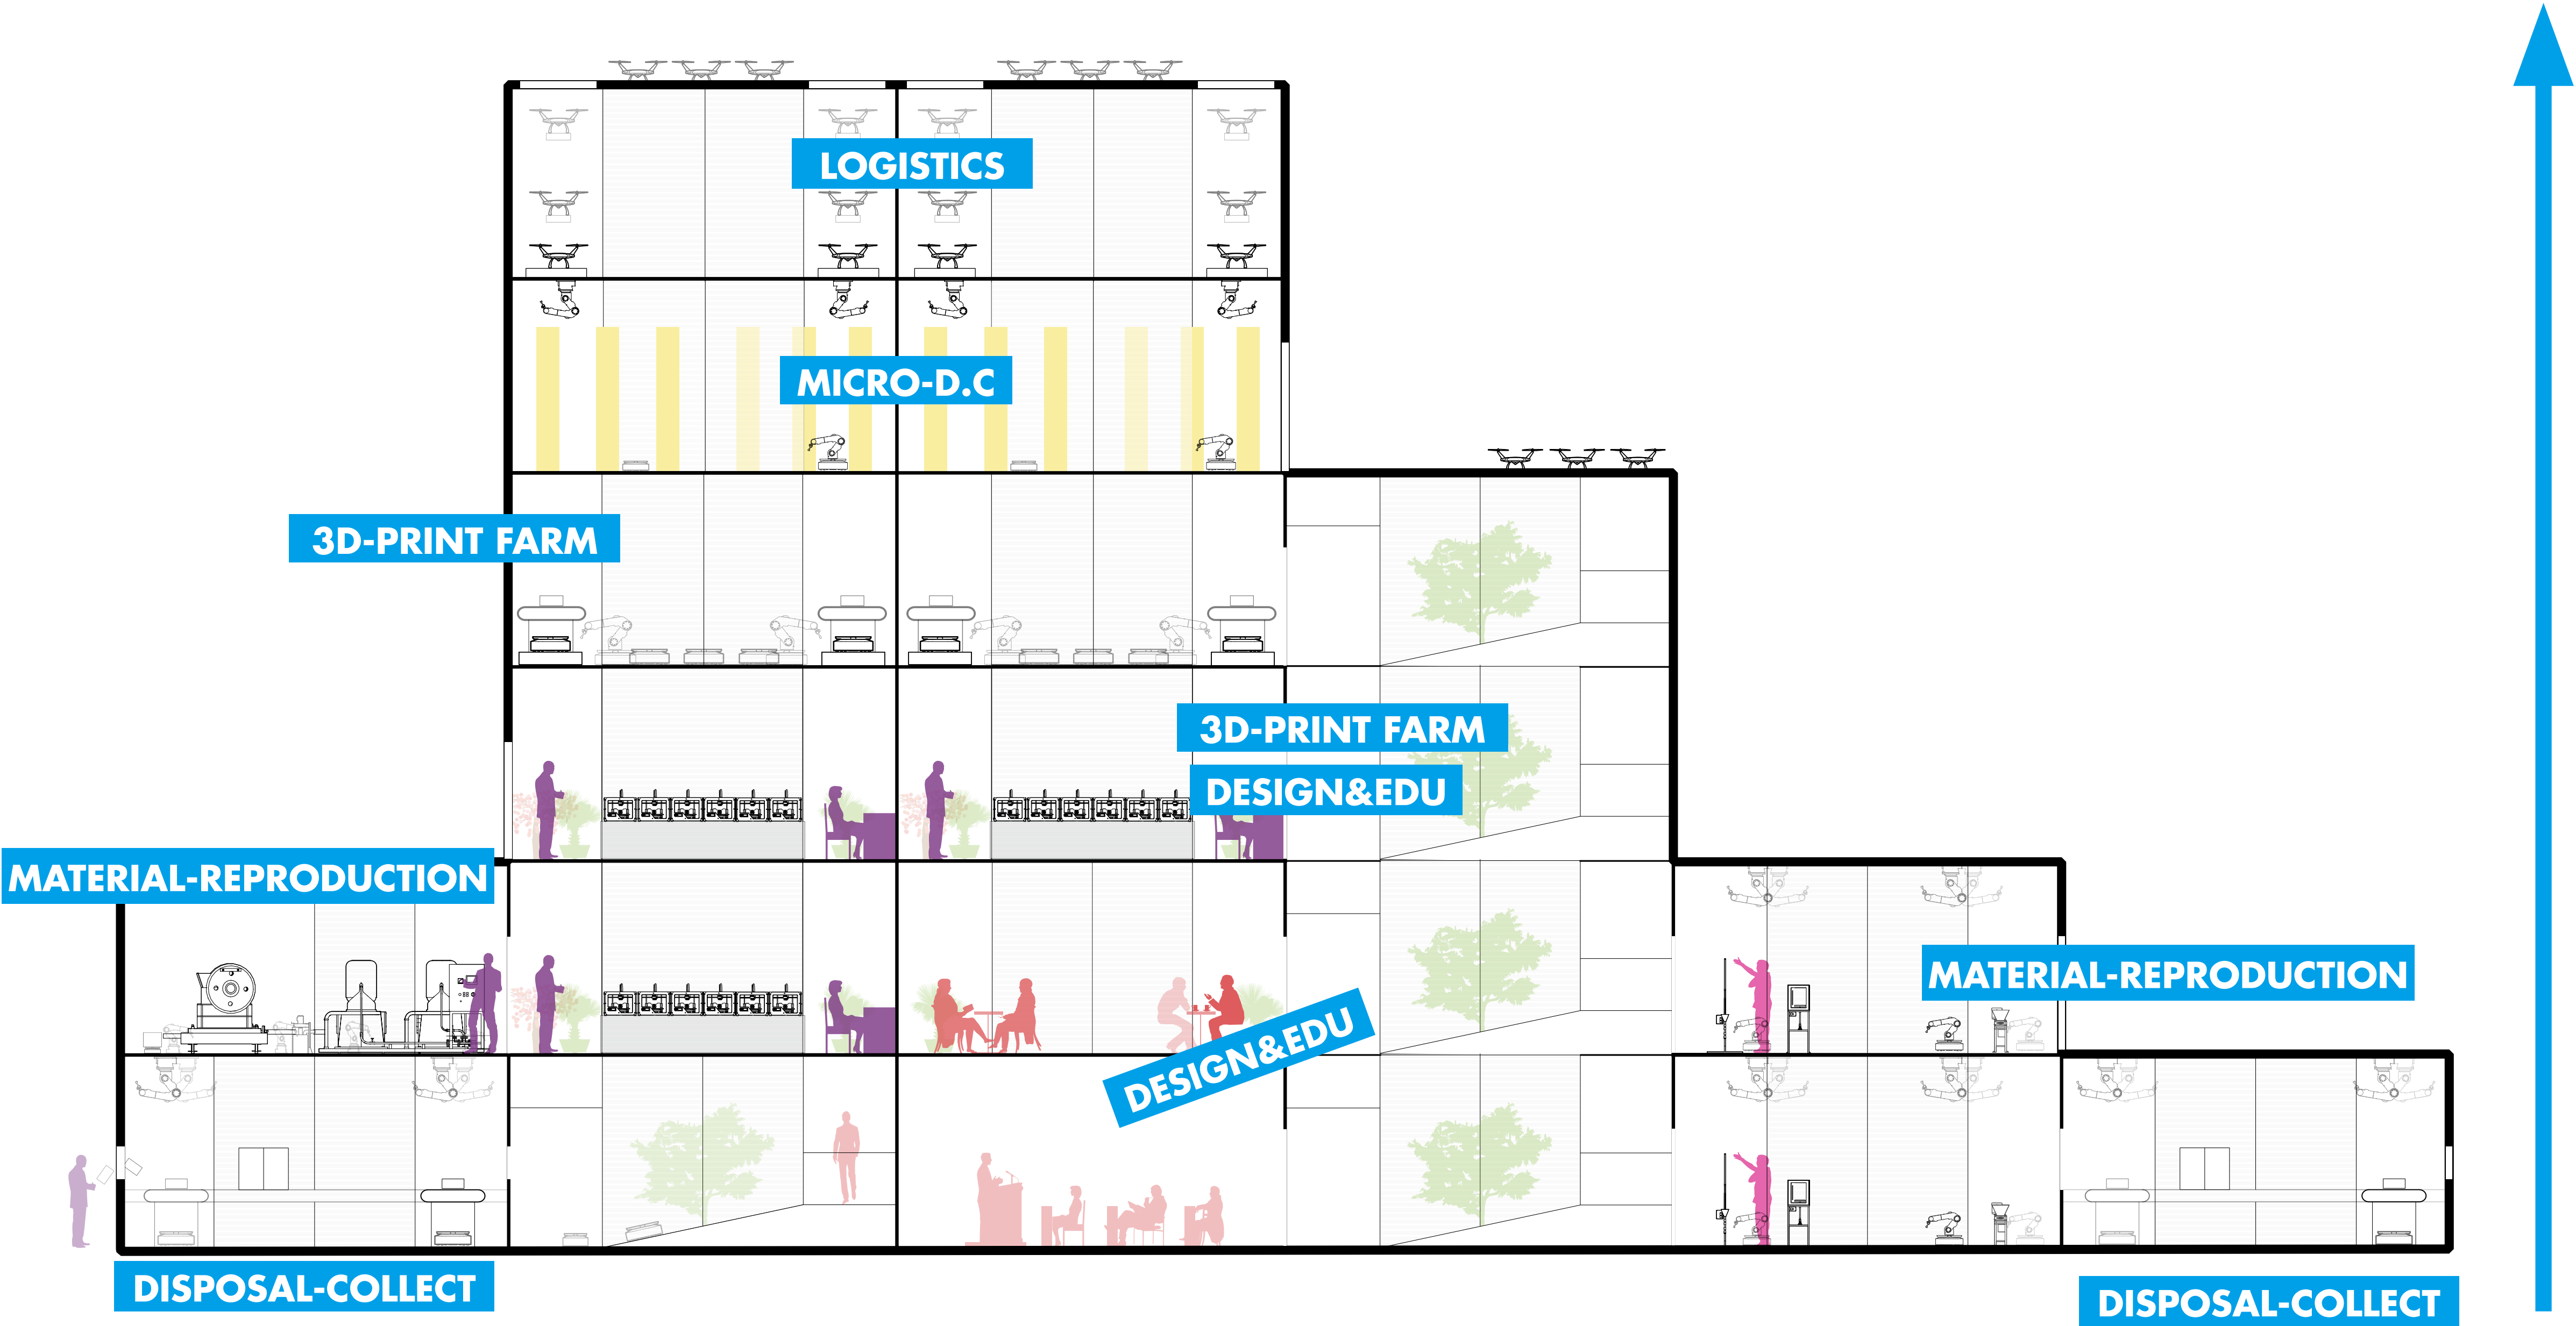 LOGISTICS
MICRO-D.C
3D-PRINT FARM
3D-PRINT FARM
DESIGN&EDU
MATERIAL-REPRODUCTION
MATERIAL-REPRODUCTION
DESIGN&EDU
DISPOSAL-COLLECT
DISPOSAL-COLLECT